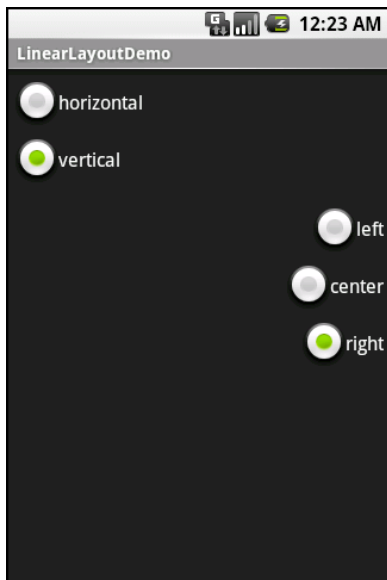 G
12:23 AM
LinearLayoutDemo
horizontal
vertical
left
center
right